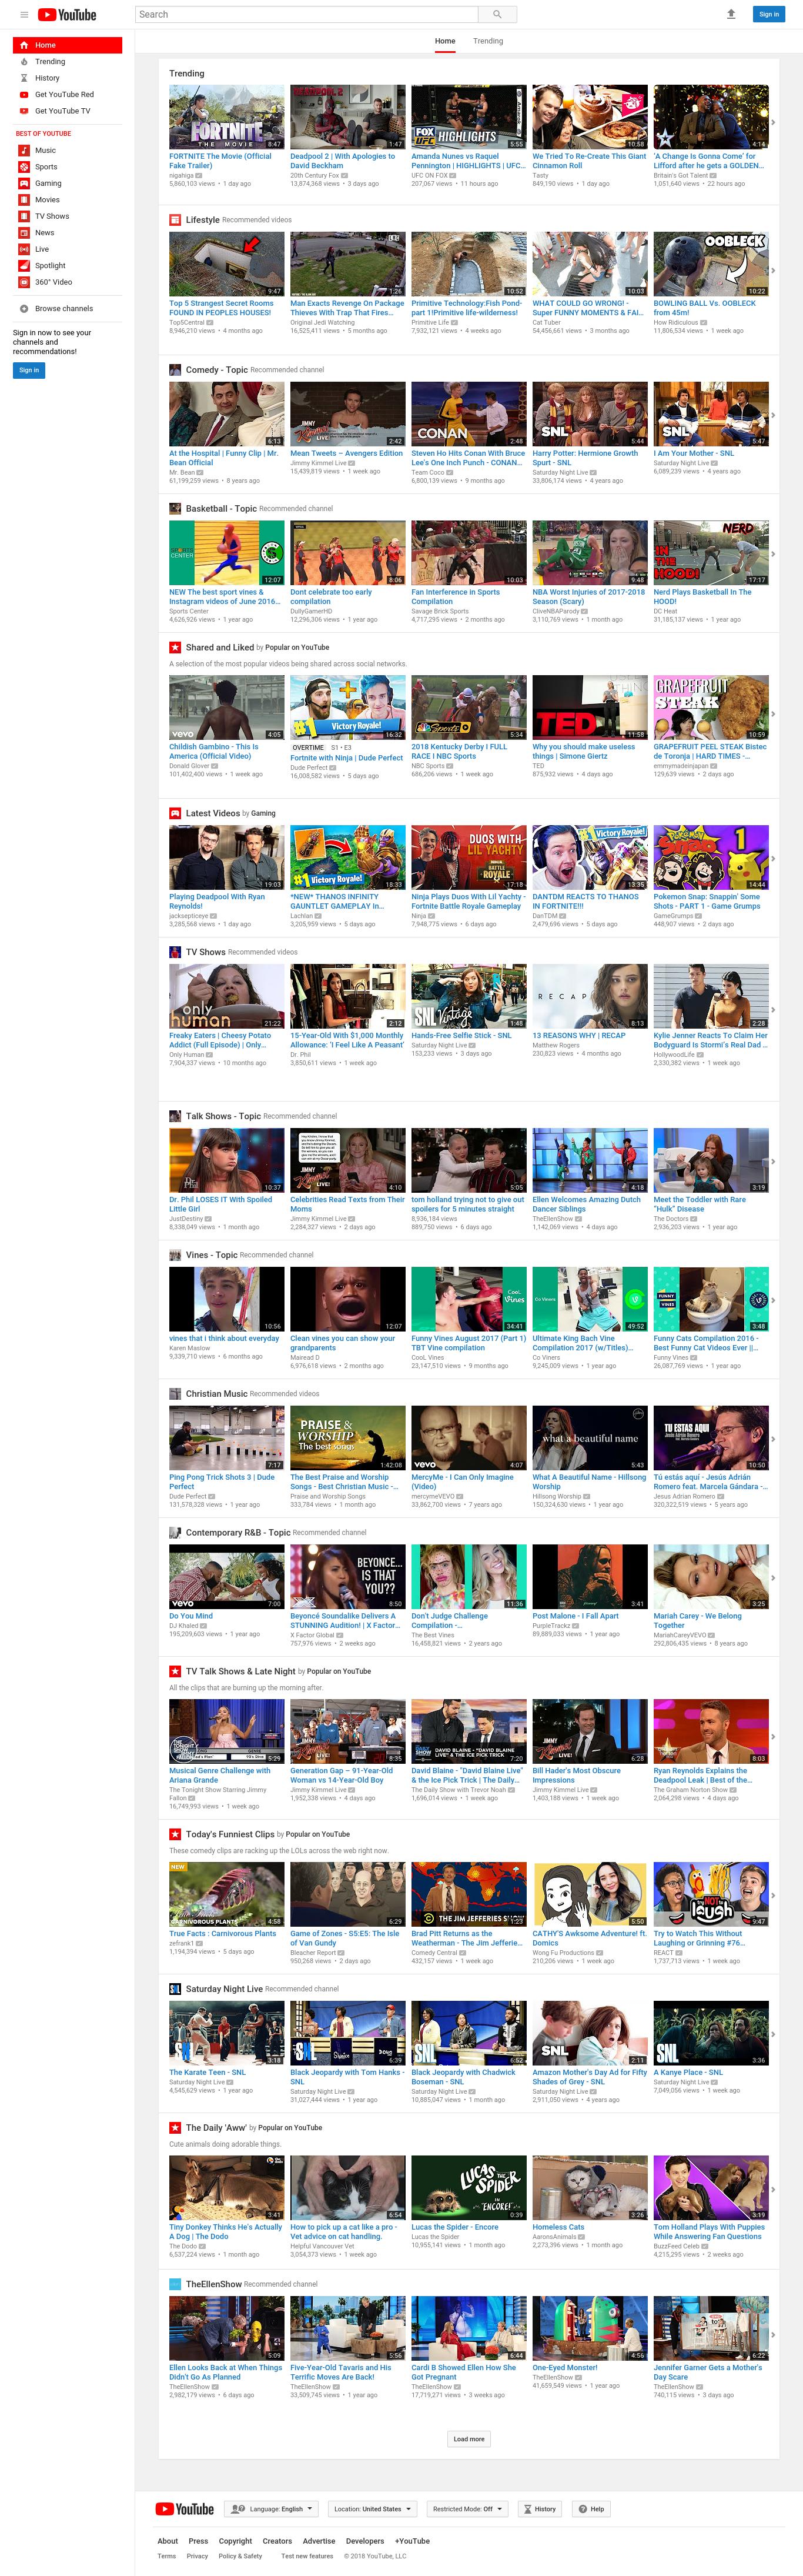 YouTube
Search
Sign in
Home
Trending
Home
Trending
History
Get YouTube Red
Get YouTube TV
BEST OF YOUTUBE
Music
Sports
Gaming
Movies
TV Shows
News
Live
Spotlight
360° Video
Browse channels
Sign in now to see your
channels and
recommendations!
Sign in
Trending
FORTNITE The Movie (Official
Fake Trailer)
nigahiga
5,860,103 views • 1 day ago
Deadpool 2 | With Apologies to
David Beckham
20th Century Fox
13,874,368 views • 3 days ago
Amanda Nunes vs Raquel
Pennington | HIGHLIGHTS | UFC...
UFC ON FOX
207,067 views • 11 hours ago
We Tried To Re-Create This Giant
Cinnamon Roll
Tasty
849,190 views • 1 day ago
'A Change Is Gonna Come' for
Lifford after he gets a GOLDEN...
Britain's Got Talent
1,051,640 views • 22 hours ago
Lifestyle Recommended videos
Top 5 Strangest Secret Rooms
FOUND IN PEOPLES HOUSES!
Top5Central
8,946,210 views • 4 months ago
Man Exacts Revenge On Package
Thieves With Trap That Fires...
Original Jedi Watching
16,525,411 views • 5 months ago
Primitive Technology:Fish Pond-
part 1!Primitive life-wilderness!
Primitive Life
7,932,121 views • 4 weeks ago
WHAT COULD GO WRONG! -
Super FUNNY MOMENTS & FAI...
Cat Tuber
54,456,661 views • 3 months ago
BOWLING BALL Vs. OOBLECK
from 45m!
How Ridiculous
11,806,534 views • 1 week ago
Comedy - Topic Recommended channel
At the Hospital | Funny Clip | Mr.
Bean Official
Mr. Bean
61,199,259 views • 8 years ago
Mean Tweets – Avengers Edition
Jimmy Kimmel Live
15,439,819 views • 1 week ago
Steven Ho Hits Conan With Bruce
Lee's One Inch Punch - CONAN...
Team Coco
6,800,139 views • 9 months ago
Harry Potter: Hermione Growth
Spurt - SNL
Saturday Night Live
33,806,174 views • 4 years ago
I Am Your Mother - SNL
Saturday Night Live
6,089,239 views • 4 years ago
Basketball - Topic Recommended channel
NEW The best sport vines &
Instagram videos of June 2016...
Sports Center
4,626,926 views • 1 year ago
Dont celebrate too early
compilation
DullyGamerHD
12,296,306 views • 1 year ago
Fan Interference in Sports
Compilation
Savage Brick Sports
4,717,295 views • 2 months ago
NBA Worst Injuries of 2017-2018
Season (Scary)
CliveNBAParody
3,110,769 views • 1 month ago
Nerd Plays Basketball In The
HOOD!
DC Heat
31,185,137 views • 1 year ago
Shared and Liked by Popular on YouTube
A selection of the most popular videos being shared across social networks.
Childish Gambino - This Is
America (Official Video)
Donald Glover
101,402,400 views • 1 week ago
OVERTIME S1 • E3
Fortnite with Ninja | Dude Perfect
Dude Perfect
16,008,582 views • 5 days ago
2018 Kentucky Derby I FULL
RACE I NBC Sports
NBC Sports
686,206 views • 1 week ago
Why you should make useless
things | Simone Giertz
TED
875,932 views • 4 days ago
GRAPEFRUIT PEEL STEAK Bistec
de Toronja | HARD TIMES -...
emmymadeinjapan
129,639 views • 2 days ago
Latest Videos by Gaming
Playing Deadpool With Ryan
Reynolds!
jacksepticeye
3,285,568 views • 1 day ago
*NEW* THANOS INFINITY
GAUNTLET GAMEPLAY in...
Lachlan
3,205,959 views • 5 days ago
Ninja Plays Duos With Lil Yachty -
Fortnite Battle Royale Gameplay
Ninja
7,948,775 views • 6 days ago
DANTDM REACTS TO THANOS
IN FORTNITE!!!
DanTDM
2,479,696 views • 5 days ago
Pokemon Snap: Snappin' Some
Shots - PART 1 - Game Grumps
GameGrumps
448,907 views • 2 days ago
TV Shows Recommended videos
Freaky Eaters | Cheesy Potato
Addict (Full Episode) | Only...
Only Human
7,904,337 views • 10 months ago
15-Year-Old With $1,000 Monthly
Allowance: 'I Feel Like A Peasant'
Dr. Phil
3,850,611 views • 1 week ago
Hands-Free Selfie Stick - SNL
Saturday Night Live
153,233 views • 3 days ago
13 REASONS WHY | RECAP
Matthew Rogers
230,823 views • 4 months ago
Kylie Jenner Reacts To Claim Her
Bodyguard Is Stormi's Real Dad ...
HollywoodLife
2,330,382 views • 1 week ago
Talk Shows - Topic Recommended channel
Dr. Phil LOSES IT With Spoiled
Little Girl
JustDestiny
8,338,049 views • 1 month ago
Celebrities Read Texts from Their
Moms
Jimmy Kimmel Live
2,284,327 views • 2 days ago
tom holland trying not to give out
spoilers for 5 minutes straight
8,936,184 views
889,750 views • 6 days ago
Ellen Welcomes Amazing Dutch
Dancer Siblings
TheEllenShow
1,142,069 views • 4 days ago
Meet the Toddler with Rare
"Hulk" Disease
The Doctors
2,936,203 views • 1 year ago
Vines - Topic Recommended channel
vines that i think about everyday
Karen Maslow
9,339,710 views • 6 months ago
Clean vines you can show your
grandparents
Mairead D
6,976,618 views • 2 months ago
Funny Vines August 2017 (Part 1)
TBT Vine compilation
CooL Vines
23,147,510 views • 9 months ago
Ultimate King Bach Vine
Compilation 2017 (w/Titles)...
Co Viners
9,245,009 views • 1 year ago
Funny Cats Compilation 2016 -
Best Funny Cat Videos Ever ||...
Funny Vines
26,087,769 views • 1 year ago
Christian Music Recommended videos
Ping Pong Trick Shots 3 | Dude
Perfect
Dude Perfect
131,578,328 views • 1 year ago
The Best Praise and Worship
Songs - Best Christian Music -...
Praise and Worship Songs
333,784 views • 1 month ago
MercyMe - I Can Only Imagine
(Video)
mercymeVEVO
33,862,700 views • 7 years ago
What A Beautiful Name - Hillsong
Worship
Hillsong Worship
150,324,630 views • 1 year ago
Tú estás aquí - Jesús Adrián
Romero feat. Marcela Gándara -...
Jesus Adrian Romero
320,322,519 views • 5 years ago
Contemporary R&B - Topic Recommended channel
Do You Mind
DJ Khaled
195,209,603 views • 1 year ago
Beyoncé Soundalike Delivers A
STUNNING Audition! | X Factor...
X Factor Global
757,976 views • 2 weeks ago
Don't Judge Challenge
Compilation -...
The Best Vines
16,458,821 views • 2 years ago
Post Malone - I Fall Apart
PurpleTrackz
89,889,033 views • 1 year ago
Mariah Carey - We Belong
Together
MariahCareyVEVO
292,806,435 views • 8 years ago
TV Talk Shows & Late Night by Popular on YouTube
All the clips that are burning up the morning after.
Musical Genre Challenge with
Ariana Grande
The Tonight Show Starring Jimmy
Fallon
16,749,993 views • 1 week ago
Generation Gap – 91-Year-Old
Woman vs 14-Year-Old Boy
Jimmy Kimmel Live
1,952,338 views • 4 days ago
David Blaine - "David Blaine Live"
& the Ice Pick Trick | The Daily...
The Daily Show with Trevor Noah
1,696,014 views • 1 week ago
Bill Hader's Most Obscure
Impressions
Jimmy Kimmel Live
1,403,188 views • 1 week ago
Ryan Reynolds Explains the
Deadpool Leak | Best of the...
The Graham Norton Show
2,064,298 views • 4 days ago
Today's Funniest Clips by Popular on YouTube
These comedy clips are racking up the LOLs across the web right now.
True Facts : Carnivorous Plants
zefrank1
1,194,394 views • 5 days ago
Game of Zones - S5:E5: The Isle
of Van Gundy
Bleacher Report
950,268 views • 2 days ago
Brad Pitt Returns as the
Weatherman - The Jim Jefferie...
Comedy Central
432,157 views • 1 week ago
CATHY'S Awksome Adventure! ft.
Domics
Wong Fu Productions
210,206 views • 1 week ago
Try to Watch This Without
Laughing or Grinning #76...
REACT
1,737,713 views • 1 week ago
Saturday Night Live Recommended channel
The Karate Teen - SNL
Saturday Night Live
4,545,629 views • 1 year ago
Black Jeopardy with Tom Hanks -
SNL
Saturday Night Live
31,027,444 views • 1 year ago
Black Jeopardy with Chadwick
Boseman - SNL
Saturday Night Live
10,885,047 views • 1 month ago
Amazon Mother's Day Ad for Fifty
Shades of Grey - SNL
Saturday Night Live
2,911,050 views • 4 years ago
A Kanye Place - SNL
Saturday Night Live
7,049,056 views • 1 week ago
The Daily 'Aww' by Popular on YouTube
Cute animals doing adorable things.
Tiny Donkey Thinks He's Actually
A Dog | The Dodo
The Dodo
6,537,224 views • 1 month ago
How to pick up a cat like a pro -
Vet advice on cat handling.
Helpful Vancouver Vet
3,054,373 views • 1 week ago
Lucas the Spider - Encore
Lucas the Spider
10,955,141 views • 1 month ago
Homeless Cats
AaronsAnimals
2,273,396 views • 1 month ago
Tom Holland Plays With Puppies
While Answering Fan Questions
BuzzFeed Celeb
4,215,295 views • 2 weeks ago
TheEllenShow Recommended channel
Ellen Looks Back at When Things
Didn't Go As Planned
TheEllenShow
2,982,179 views • 6 days ago
Five-Year-Old Tavaris and His
Terrific Moves Are Back!
TheEllenShow
33,509,745 views • 1 year ago
Cardi B Showed Ellen How She
Got Pregnant
TheEllenShow
17,719,271 views • 3 weeks ago
One-Eyed Monster!
TheEllenShow
41,659,549 views • 1 year ago
Jennifer Garner Gets a Mother's
Day Scare
TheEllenShow
740,115 views • 3 days ago
Load more
YouTube
Language: English
Location: United States
Restricted Mode: Off
History
Help
About Press Copyright Creators Advertise Developers +YouTube
Terms Privacy Policy & Safety Test new features © 2018 YouTube, LLC